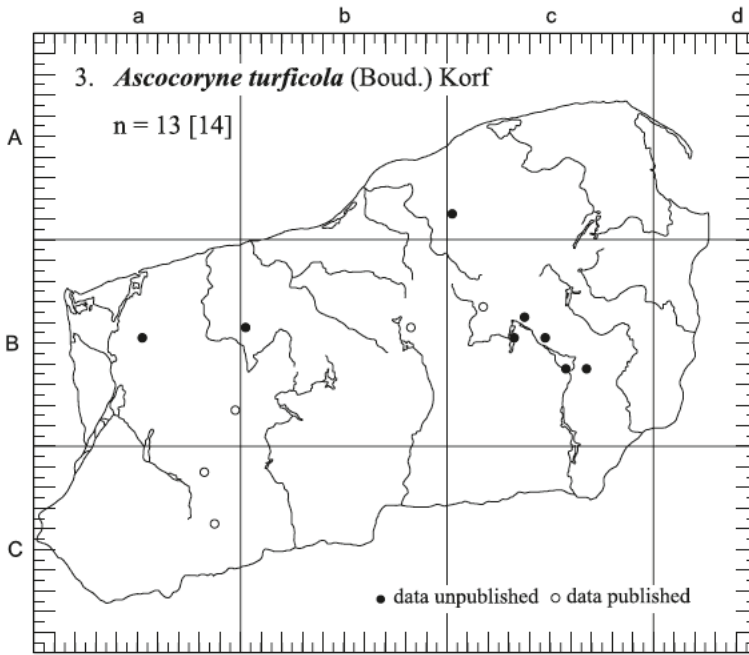 a b c d
3. Ascocoryne turficola (Boud.) Korf
n = 13 [14]
A
B
C
data unpublished data published